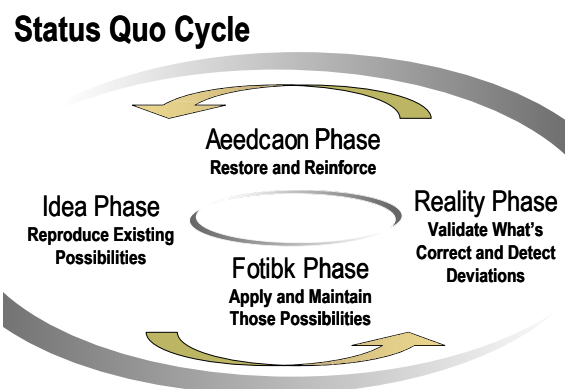 Status Quo Cycle
Aeedcaon Phase
Restore and Reinforce
Idea Phase
Reproduce Existing
Possibilities
Reality Phase
Validate What's
Correct and Detect
Deviations
Fotibk Phase
Apply and Maintain
Those Possibilities